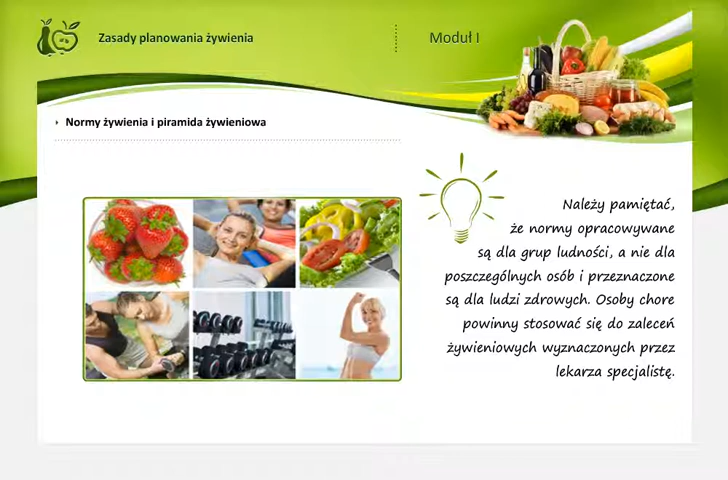 Zasady planowania żywienia
Moduł I
Normy żywienia i piramida żywieniowa
Należy pamiętać,
że normy opracowywane
są dla grup ludności, a nie dla
poszczególnych osób i przeznaczone
są dla ludzi zdrowych. Osoby chore
powinny stosować się do zaleceń
żywieniowych wyznaczonych przez
lekarza specjalistę.